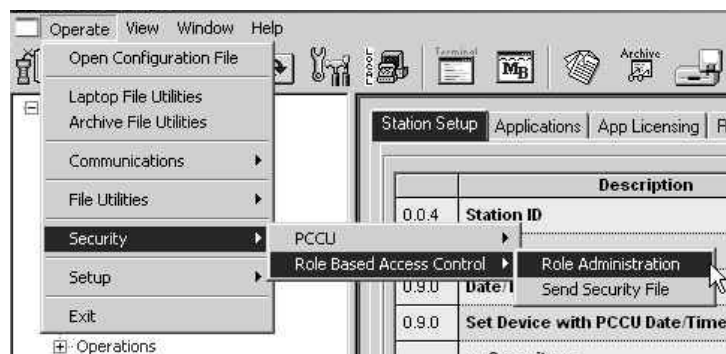 Operate View Window Help
Open Configuration File
Laptop File Utilities
Archive File Utilities
Communications
File Utilities
Security
Setup
Exit
PCCU
Role Based Access Control
Role Administration
Send Security File
Operations
LOCAL
Terminal
MB
Archive
Station Setup
Applications
App Licensing
Description
0.0.4 Station ID
0.9.0 Date/
0.9.0 Set Device with PCCU Date/Time